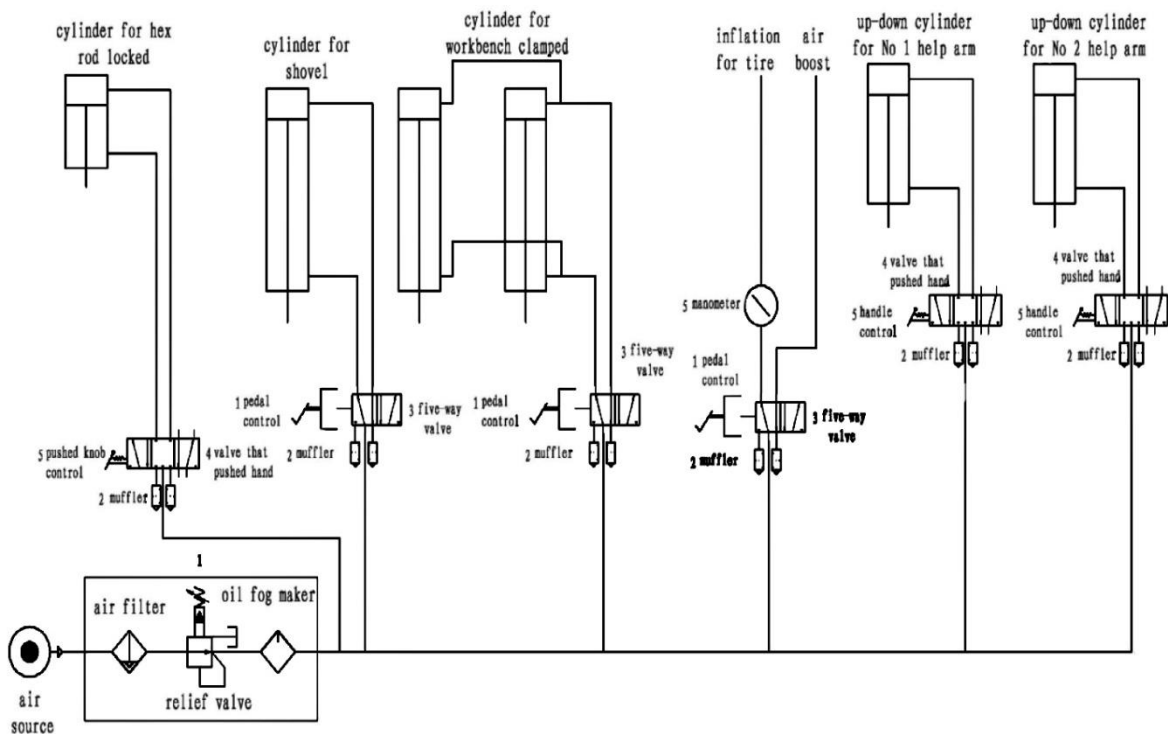 cylinder for hex
rod locked
cylinder for
shovel
cylinder for
workbench clamped
inflation
for tire
air
boost
up-down cylinder
for No 1 help arm
up-down cylinder
for No 2 help arm
4 valve that
pushed hand
4 valve that
pushed hand
5 manometer
5 handle
control
5 handle
control
2 muffler
2 muffler
3 five-way
valve
1 pedal
control
1 pedal
control
3 five-way
valve
1 pedal
control
3 five-way
valve
2 muffler
2 muffler
2 muffler
5 pushed knob
control
4 valve that
pushed hand
2 muffler
1
air filter
oil fog maker
relief valve
air
source